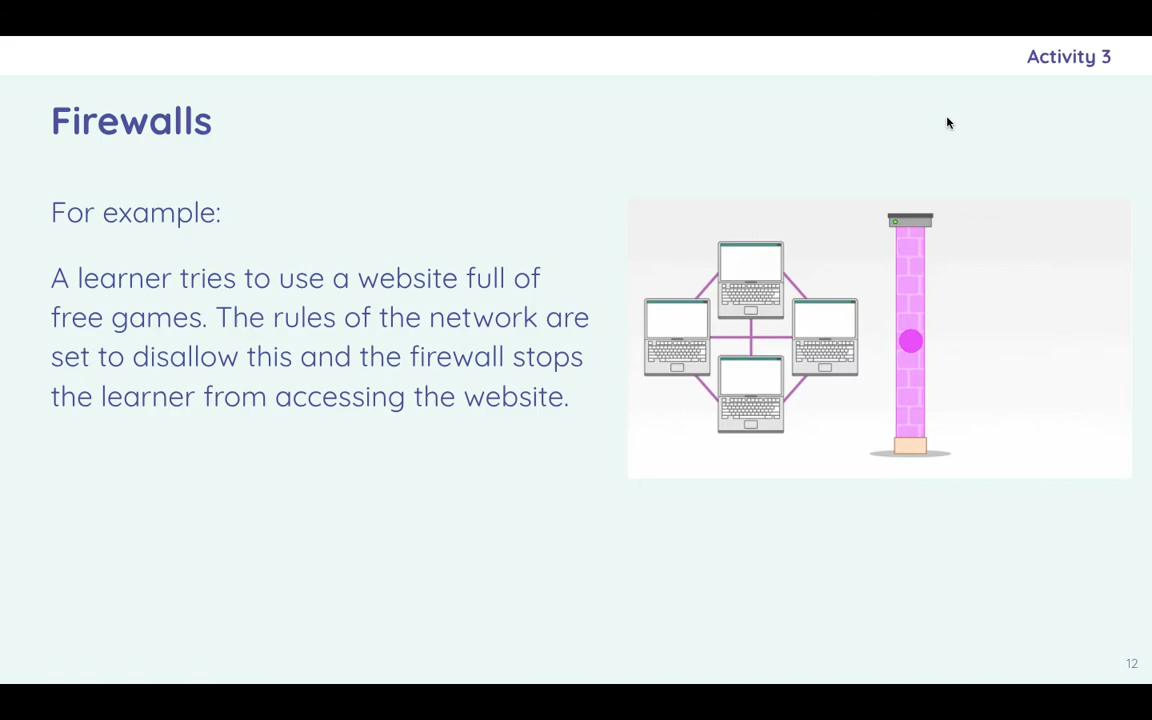 Activity 3
Firewalls
For example:
A learner tries to use a website full of
free games. The rules of the network are
set to disallow this and the firewall stops
the learner from accessing the website.
12